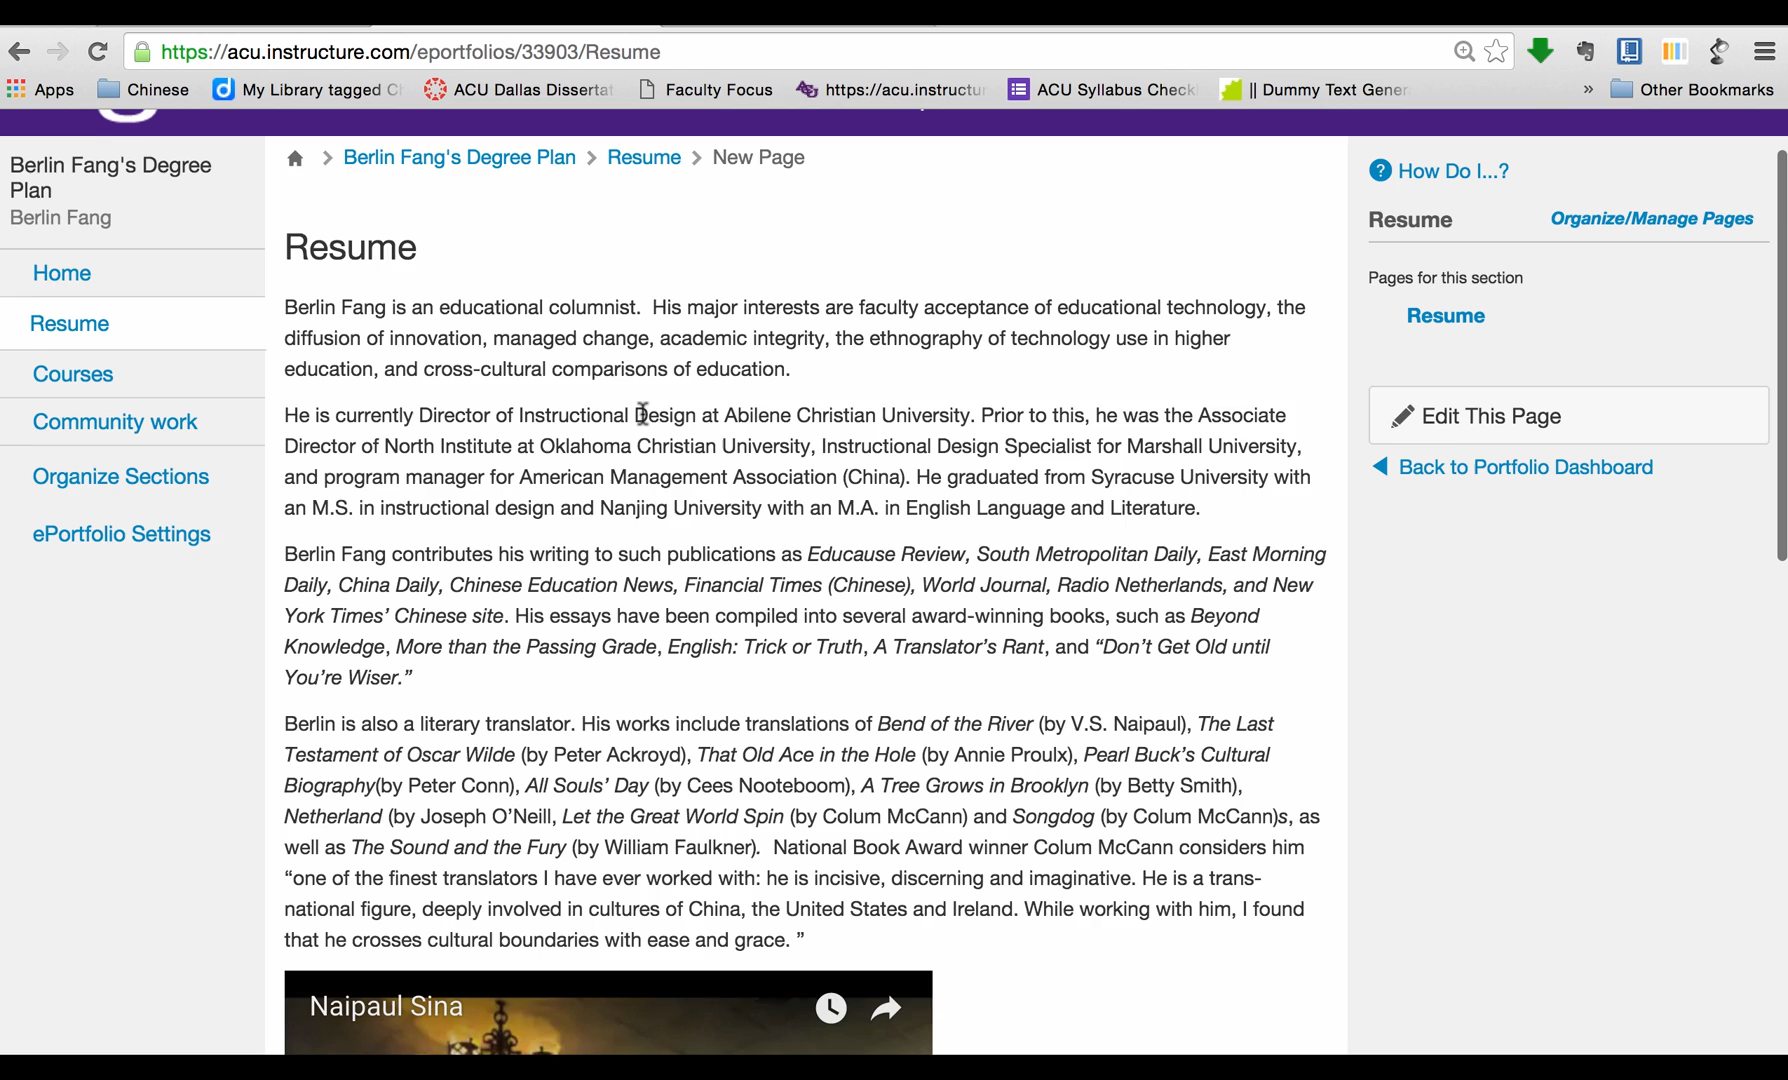 https://acu.instructure.com/eportfolios/33903/Resume
Apps Chinese My Library tagged ACU Dallas Dissertat Faculty Focus https://acu.instructur ACU Syllabus Check || Dummy Text Gener » Other Bookmarks
Berlin Fang's Degree
Plan
Berlin Fang
Home
Resume
Courses
Community work
Organize Sections
ePortfolio Settings
> Berlin Fang's Degree Plan > Resume > New Page
Resume
Berlin Fang is an educational columnist.  His major interests are faculty acceptance of educational technology, the
diffusion of innovation, managed change, academic integrity, the ethnography of technology use in higher
education, and cross-cultural comparisons of education.
He is currently Director of Instructional Design at Abilene Christian University. Prior to this, he was the Associate
Director of North Institute at Oklahoma Christian University, Instructional Design Specialist for Marshall University,
and program manager for American Management Association (China). He graduated from Syracuse University with
an M.S. in instructional design and Nanjing University with an M.A. in English Language and Literature.
Berlin Fang contributes his writing to such publications as Educause Review, South Metropolitan Daily, East Morning
Daily, China Daily, Chinese Education News, Financial Times (Chinese), World Journal, Radio Netherlands, and New
York Times’ Chinese site. His essays have been compiled into several award-winning books, such as Beyond
Knowledge, More than the Passing Grade, English: Trick or Truth, A Translator’s Rant, and “Don’t Get Old until
You’re Wiser.”
Berlin is also a literary translator. His works include translations of Bend of the River (by V.S. Naipaul), The Last
Testament of Oscar Wilde (by Peter Ackroyd), That Old Ace in the Hole (by Annie Proulx), Pearl Buck’s Cultural
Biography(by Peter Conn), All Souls’ Day (by Cees Nooteboom), A Tree Grows in Brooklyn (by Betty Smith),
Netherland (by Joseph O’Neill, Let the Great World Spin (by Colum McCann) and Songdog (by Colum McCann)s, as
well as The Sound and the Fury (by William Faulkner).  National Book Award winner Colum McCann considers him
“one of the finest translators I have ever worked with: he is incisive, discerning and imaginative. He is a trans-
national figure, deeply involved in cultures of China, the United States and Ireland. While working with him, I found
that he crosses cultural boundaries with ease and grace. ”
Naipaul Sina
How Do I...?
Resume Organize/Manage Pages
Pages for this section
Resume
Edit This Page
Back to Portfolio Dashboard